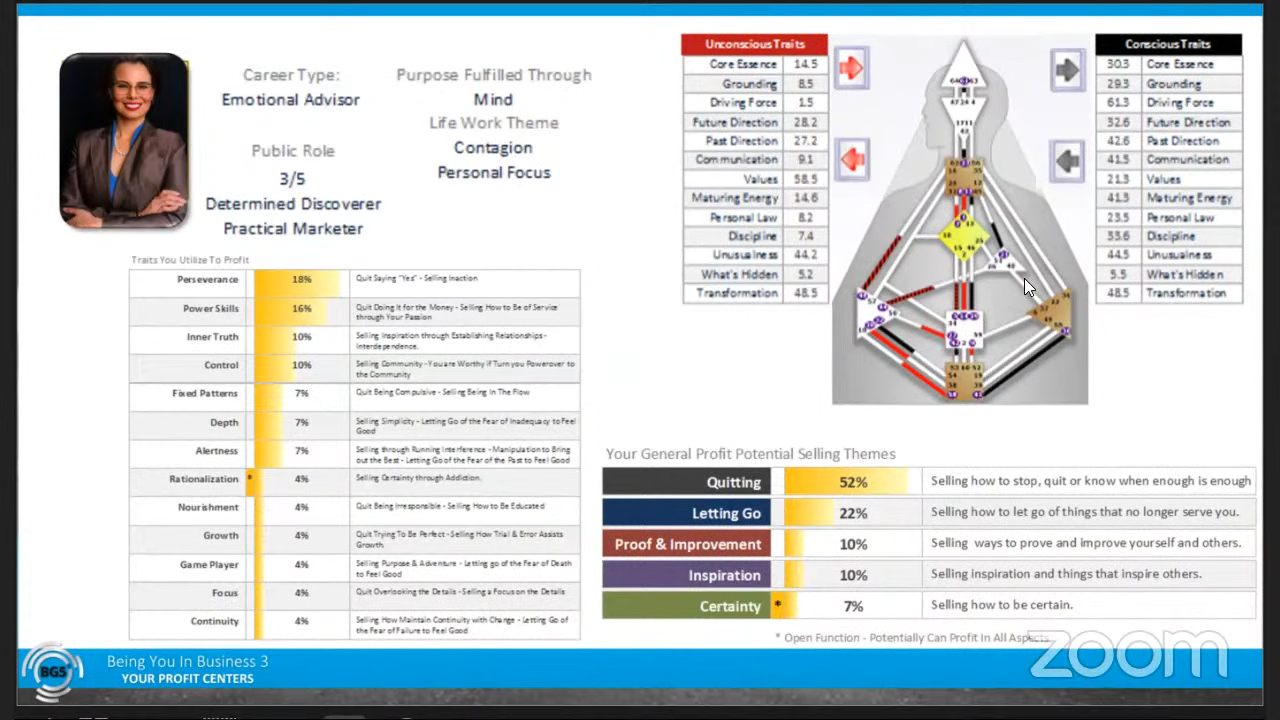 Career Type:
Emotional Advisor
Public Role
3/5
Determined Discoverer
Practical Marketer
Purpose Fulfilled Through
Mind
Life Work Theme
Contagion
Personal Focus
Unconscious Traits
Core Essence 14.5
Grounding 8.5
Driving Force 1.5
Future Direction 28.2
Past Direction 27.2
Communication 9.1
Values 58.5
Maturing Energy 14.6
Personal Law 8.2
Discipline 7.4
Unusualness 44.2
What's Hidden 5.2
Transformation 48.5
Conscious Traits
30.3 Core Essence
29.3 Grounding
61.3 Driving Force
32.6 Future Direction
42.6 Past Direction
41.5 Communication
21.3 Values
41.3 Maturing Energy
23.5 Personal Law
33.6 Discipline
44.5 Unusualness
5.5 What's Hidden
48.5 Transformation
Traits You Utilize To Profit
Perseverance 18% Quit Saying "Yes" - Selling Inaction
Power Skills 16% Quit Doing It for the Money - Selling How to Be of Service
through Your Passion
Inner Truth 10% Selling Inspiration through Establishing Relationships -
Interdependence.
Control 10% Selling Community - You are Worthy if Turn you Power over to
the Community
Fixed Patterns 7% Quit Being Compulsive - Selling Being In The Flow
Depth 7% Selling Simplicity - Letting Go of the Fear of Inadequacy to Feel
Good
Alertness 7% Selling through Running Interference - Manipulation to Bring
out the Best - Letting Go of the Fear of the Past to Feel Good
Rationalization * 4% Selling Certainty through Addiction.
Nourishment 4% Quit Being Irresponsible - Selling How to Be Educated
Growth 4% Quit Trying To Be Perfect - Selling How Trial & Error Assists
Growth
Game Player 4% Selling Purpose & Adventure - Letting go of the Fear of Death
to Feel Good
Focus 4% Quit Overlooking the Details - Selling a Focus on the Details
Continuity 4% Selling How Maintain Continuity with Change - Letting Go of
the Fear of Failure to Feel Good
Your General Profit Potential Selling Themes
Quitting 52% Selling how to stop, quit or know when enough is enough
Letting Go 22% Selling how to let go of things that no longer serve you.
Proof & Improvement 10% Selling ways to prove and improve yourself and others.
Inspiration 10% Selling inspiration and things that inspire others.
Certainty * 7% Selling how to be certain.
* Open Function - Potentially Can Profit In All Aspects
zoom
BG5
Being You In Business 3
YOUR PROFIT CENTERS